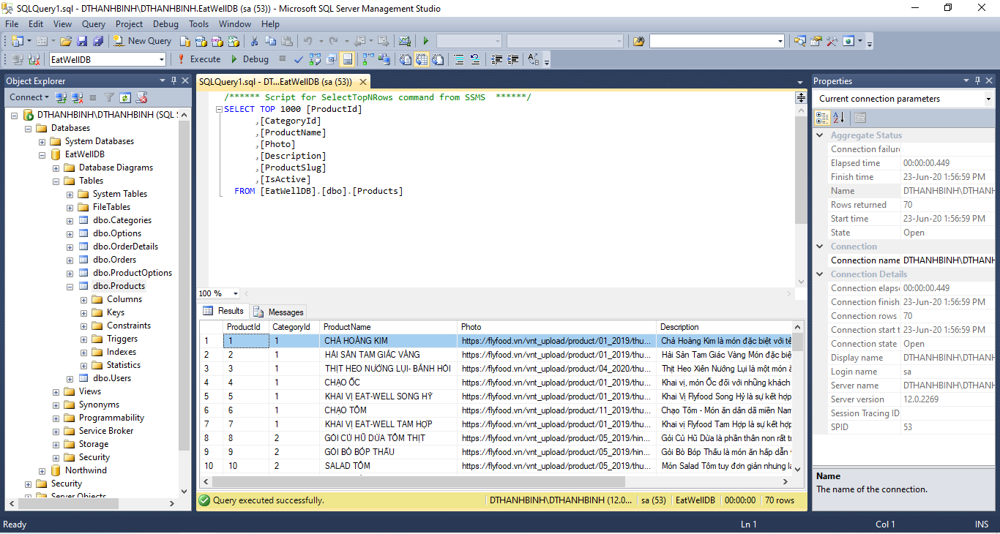 SQLQuery1.sql - DTHANHBINH\DTHANHBINH.EatWellDB (sa (53)) - Microsoft SQL Server Management Studio
File Edit View Query Project Debug Tools Window Help
New Query
EatWellDB Execute Debug
Object Explorer
Connect
DTHANHBINH\DTHANHBINH (SQL
Databases
System Databases
EatWellDB
Database Diagrams
Tables
System Tables
FileTables
dbo.Categories
dbo.Options
dbo.OrderDetails
dbo.Orders
dbo.ProductOptions
dbo.Products
Columns
Keys
Constraints
Triggers
Indexes
Statistics
dbo.Users
Views
Synonyms
Programmability
Service Broker
Storage
Security
Northwind
Security
Server Objects
SQLQuery1.sql - DT...EatWellDB (sa (53))
/****** Script for SelectTopNRows command from SSMS ******/
SELECT TOP 1000 [ProductId]
,[CategoryId]
,[ProductName]
,[Photo]
,[Description]
,[ProductSlug]
,[IsActive]
FROM [EatWellDB].[dbo].[Products]
100 %
Results Messages
ProductId CategoryId ProductName Photo Description
1 1 1 CHẢ HOÀNG KIM https://flyfood.vn/vnt_upload/product/01_2019/thu... Chả Hoàng Kim là món đặc biệt với
2 2 1 HẢI SẢN TAM GIÁC VÀNG https://flyfood.vn/vnt_upload/product/01_2019/thu... Hải Sản Tam Giác Vàng Món đặc
3 3 1 THỊT HEO NƯỚNG LỤI- BÁNH HỎI https://flyfood.vn/vnt_upload/product/04_2020/thu... Thịt Heo Xiên Nướng Lụi là một món
4 4 1 CHẠO ỐC https://flyfood.vn/vnt_upload/product/01_2019/thu... Khai vị, món Ốc đối với những khách
5 5 1 KHAI VỊ EAT-WELL SONG HỶ https://flyfood.vn/vnt_upload/product/01_2019/thu... Khai Vị Flyfood Song Hỷ là sự kết hợp
6 6 1 CHẠO TÔM https://flyfood.vn/vnt_upload/product/11_2019/thu... Chạo Tôm - Món ăn dân dã miền Nam
7 7 1 KHAI VỊ EAT-WELL TAM HỢP https://flyfood.vn/vnt_upload/product/01_2019/thu... Khai vị Flyfood Tam Hợp là sự kết hợp
8 8 2 GỎI CỦ HŨ DỪA TÔM THỊT https://flyfood.vn/vnt_upload/product/05_2019/hin... Gỏi Củ Hũ Dừa là phần thân non rất
9 9 2 GỎI BÒ BÓP THẤU https://flyfood.vn/vnt_upload/product/05_2019/hin... Gỏi Bò Bóp Thấu là món ăn hấp dẫn
10 10 2 SALAD TÔM https://flyfood.vn/vnt_upload/product/05_2019/thu... Món Salad Tôm tuy đơn giản nhưng
Query executed successfully. DTHANHBINH\DTHANHBINH (12.0... sa (53) EatWellDB 00:00:00 70 rows
Properties
Current connection parameters
Aggregate Status
Connection failure
Elapsed time 00:00:00.449
Finish time 23-Jun-20 1:56:59 PM
Name DTHANHBINH\DTHANH
Rows returned 70
Start time 23-Jun-20 1:56:59 PM
State Open
Connection
Connection name DTHANHBINH\DTHANH
Connection Details
Connection elaps 00:00:00.449
Connection finish 23-Jun-20 1:56:59 PM
Connection rows 70
Connection start t 23-Jun-20 1:56:59 PM
Connection state Open
Display name DTHANHBINH\DTHANH
Login name sa
Server name DTHANHBINH\DTHANH
Server version 12.0.2269
Session Tracing ID
SPID 53
Name
The name of the connection.
Ready Ln 1 Col 1 INS